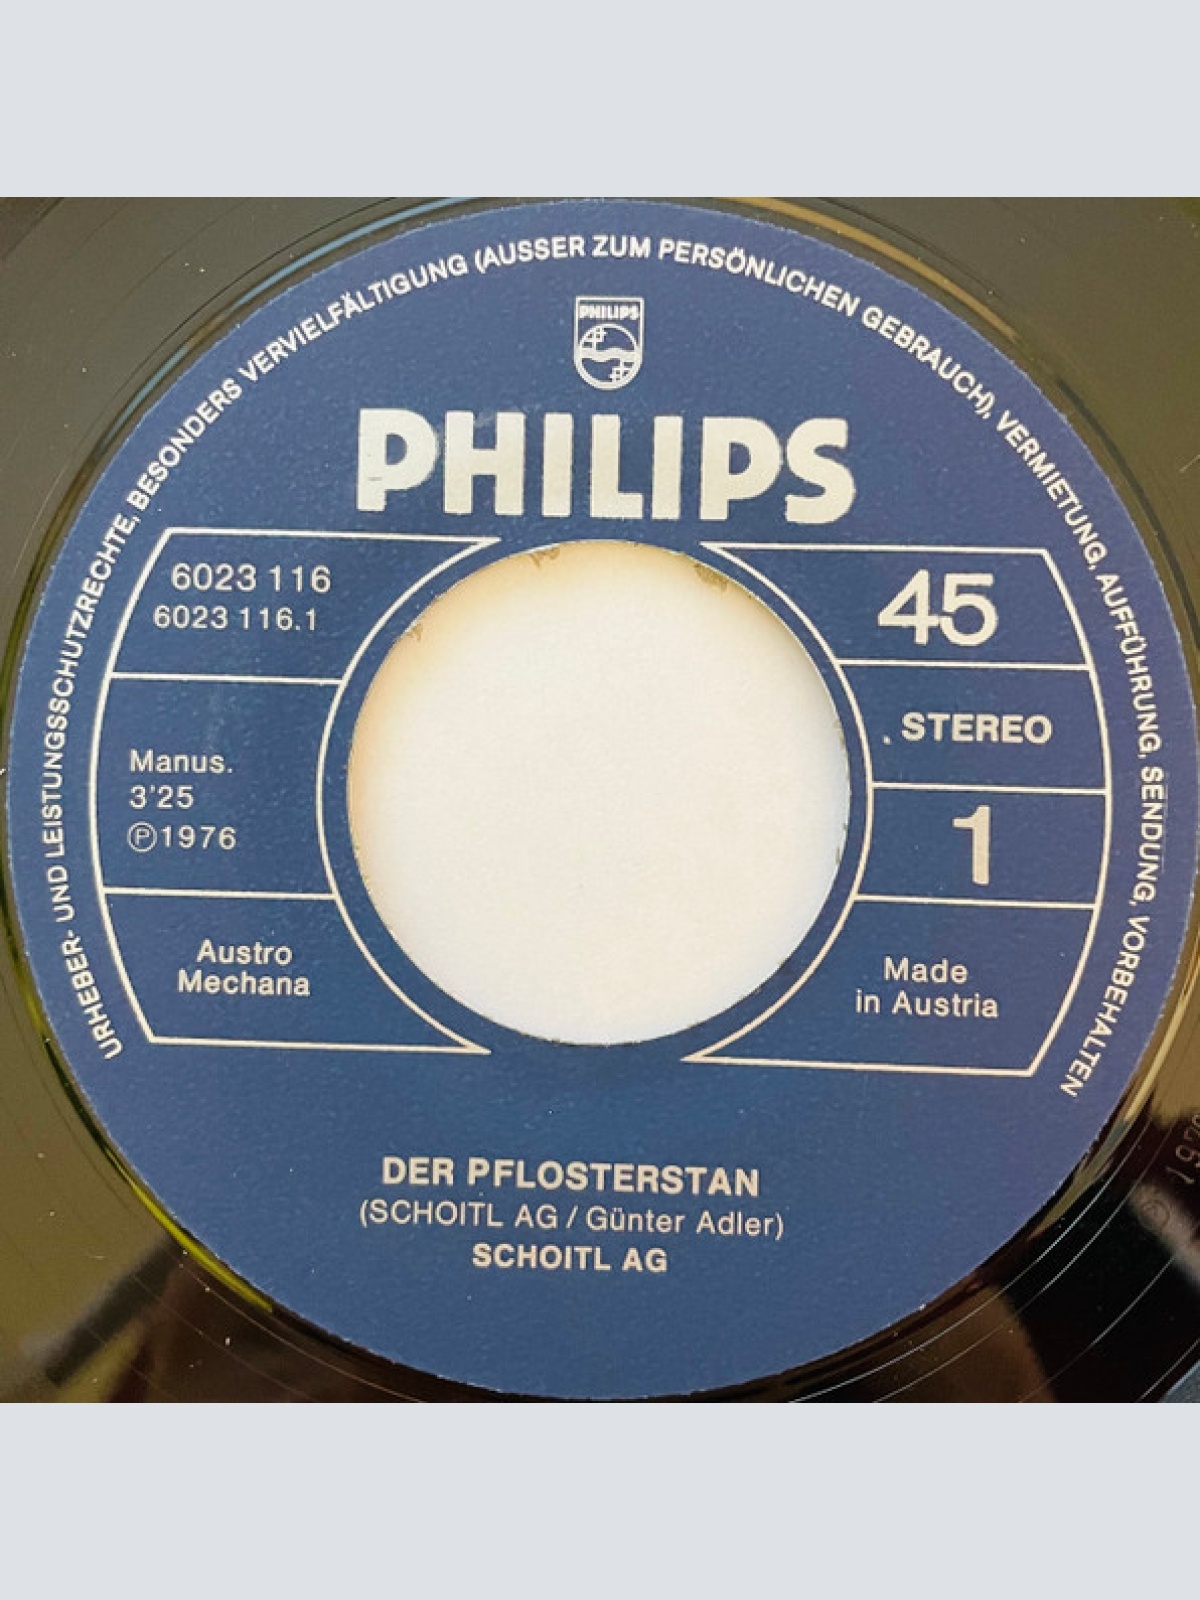 URHEBER- UND LEISTUNGSSCHUTZRECHTE, BESONDERS VERVIELFÄLTIGUNG (AUSSER ZUM PERSÖNLICHEN GEBRAUCH), VERMIETUNG, AUFFÜHRUNG, SENDUNG, VORBEHALTEN
PHILIPS
PHILIPS
6023 116
6023 116.1
45
STEREO
Manus.
3'25
Ⓟ1976
1
Austro
Mechana
Made
in Austria
DER PFLOSTERSTAN
(SCHOITL AG / Günter Adler)
SCHOITL AG